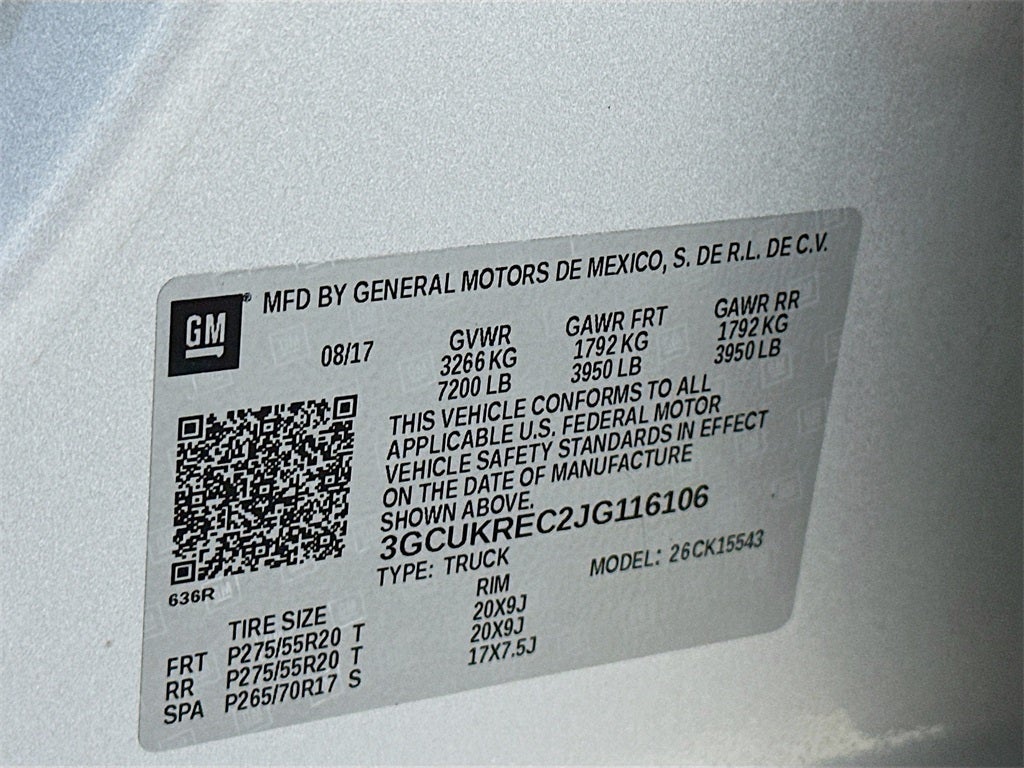 GM® MFD BY GENERAL MOTORS DE MEXICO, S. DE R.L. DE C.V.
08/17 GVWR GAWR FRT GAWR RR
3266 KG 1792 KG 1792 KG
7200 LB 3950 LB 3950 LB
THIS VEHICLE CONFORMS TO ALL
APPLICABLE U.S. FEDERAL MOTOR
VEHICLE SAFETY STANDARDS IN EFFECT
ON THE DATE OF MANUFACTURE
SHOWN ABOVE.
3GCUKREC2JG116106
TYPE: TRUCK MODEL: 26CK15543
636R
TIRE SIZE RIM
FRT P275/55R20 T 20X9J
RR P275/55R20 T 20X9J
SPA P265/70R17 S 17X7.5J